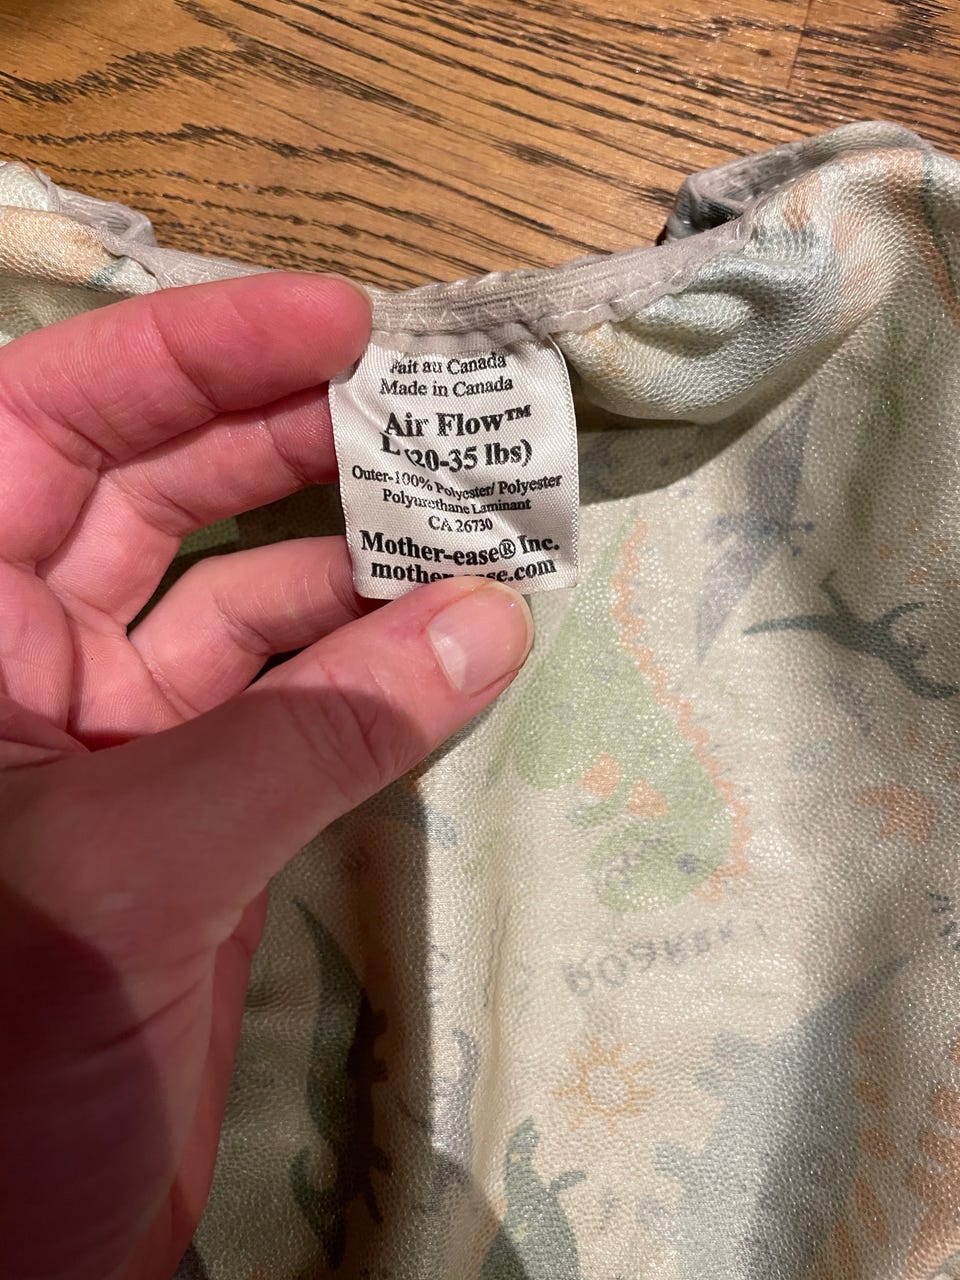 Fait au Canada
Made in Canada
Air Flow™
L (20-35 lbs)
Outer-100% Polyester/ Polyester
Polyurethane Laminant
CA 26730
Mother-ease® Inc.
mother-ease.com